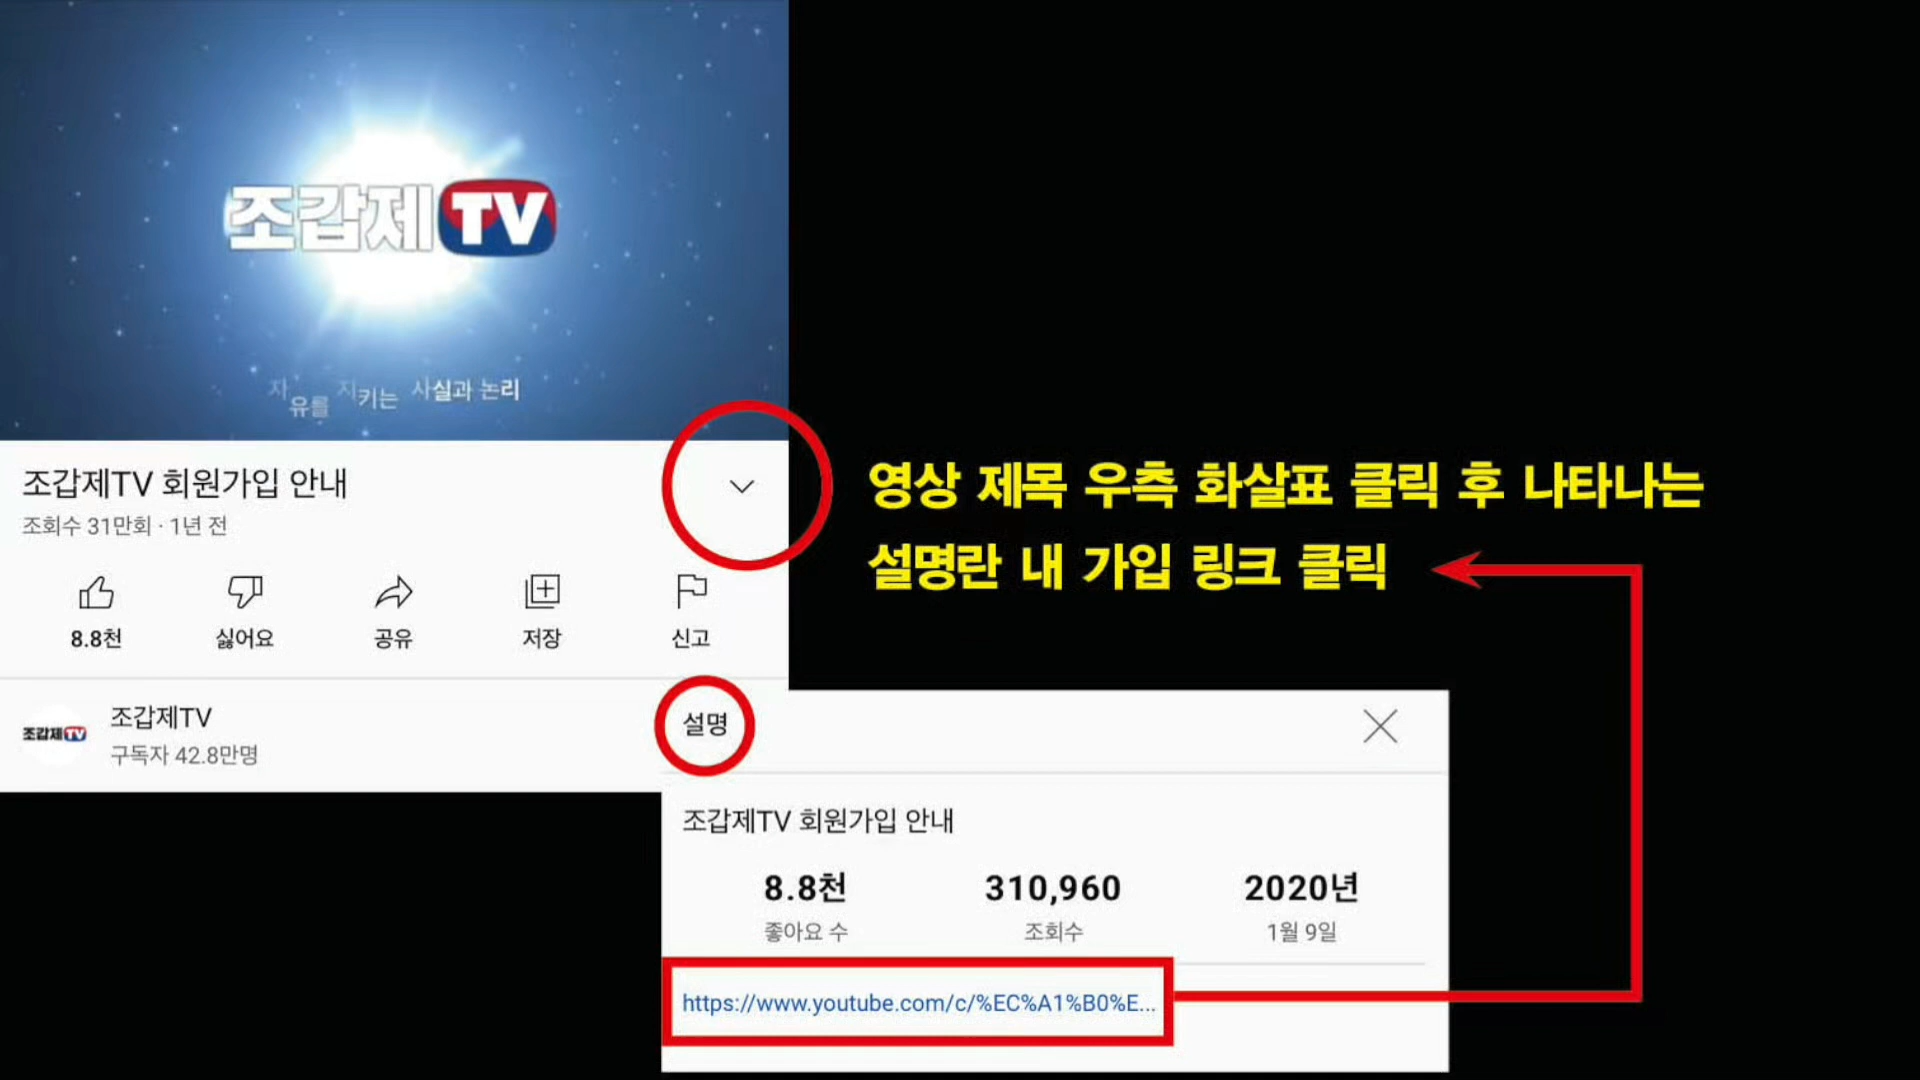 조갑제TV
자유를 지키는 사실과 논리
조갑제TV 회원가입 안내
조회수 31만회 · 1년 전
8.8천
싫어요
공유
저장
신고
조갑제TV
조갑제TV
구독자 42.8만명
영상 제목 우측 화살표 클릭 후 나타나는
설명란 내 가입 링크 클릭
설명
조갑제TV 회원가입 안내
8.8천
310,960
2020년
좋아요 수
조회수
1월 9일
https://www.youtube.com/c/%EC%A1%B0%E...